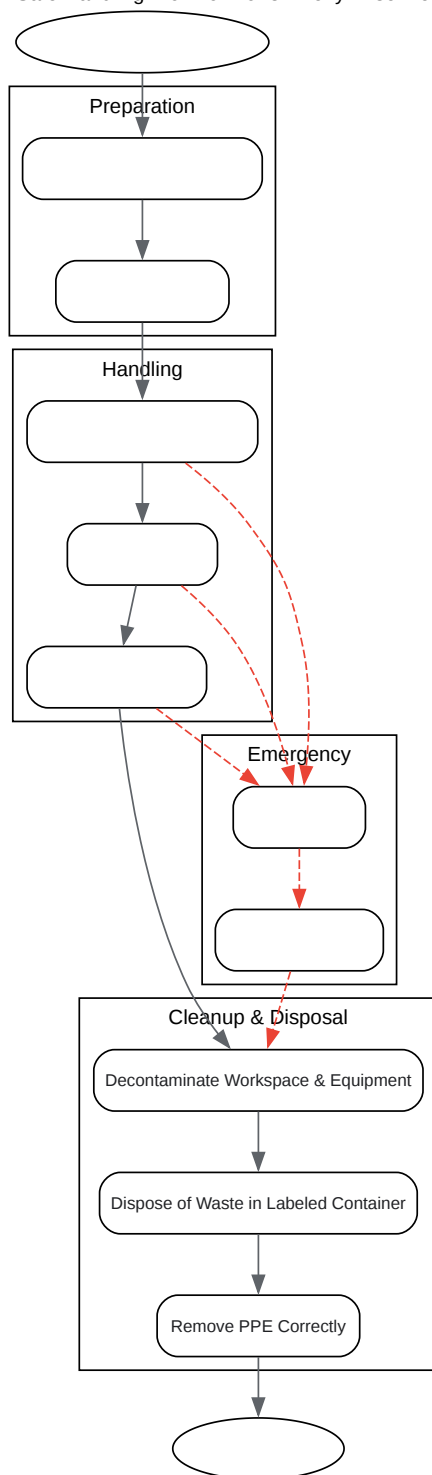 Preparation
Handling
Emergency
Cleanup & Disposal
Decontaminate Workspace & Equipment
Dispose of Waste in Labeled Container
Remove PPE Correctly